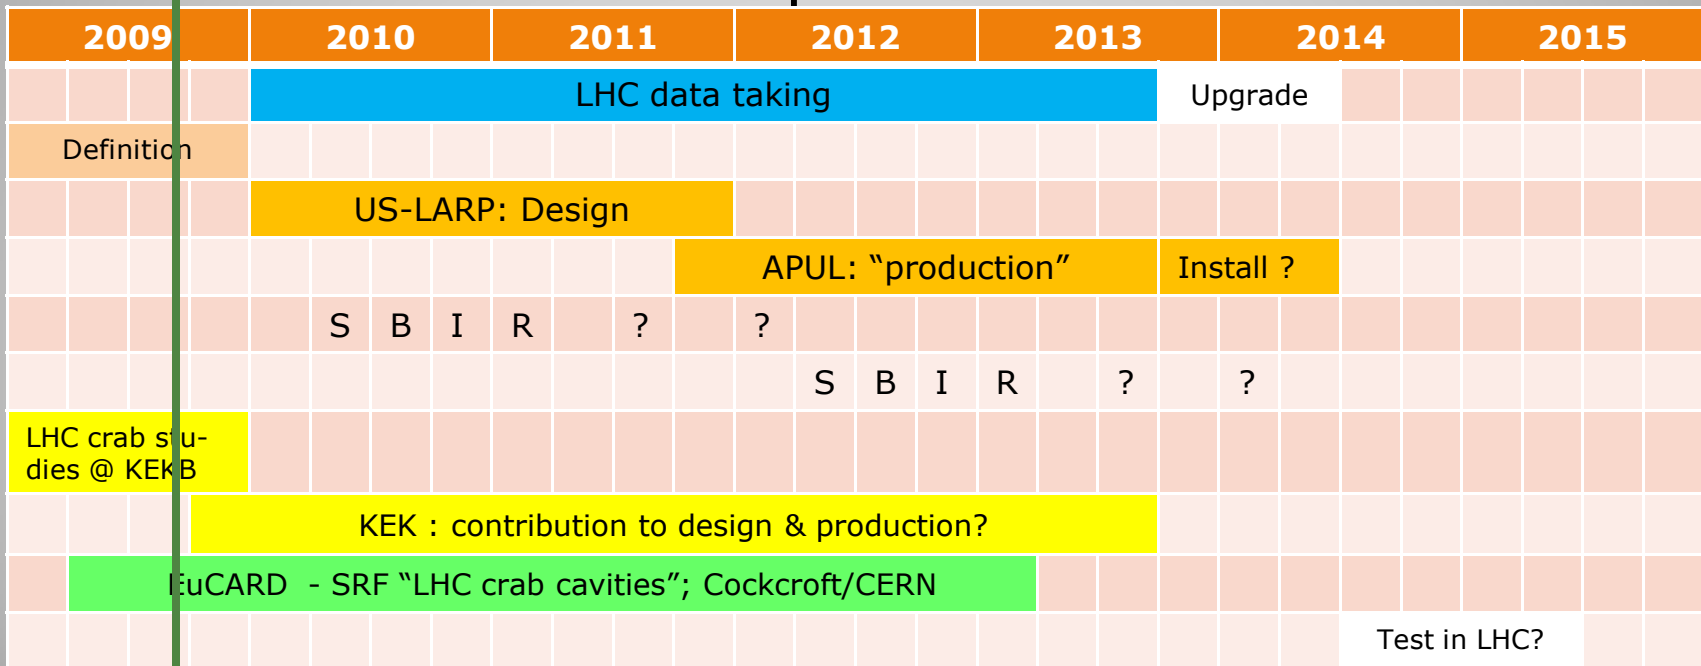 2009 2010 2011 2012 2013 2014 2015
LHC data taking Upgrade
Definition
US-LARP: Design
APUL: “production” Install ?
S B I R ? ?
S B I R ? ?
LHC crab stu-
dies @ KEKB
KEK : contribution to design & production?
EuCARD - SRF “LHC crab cavities”; Cockcroft/CERN
Test in LHC?